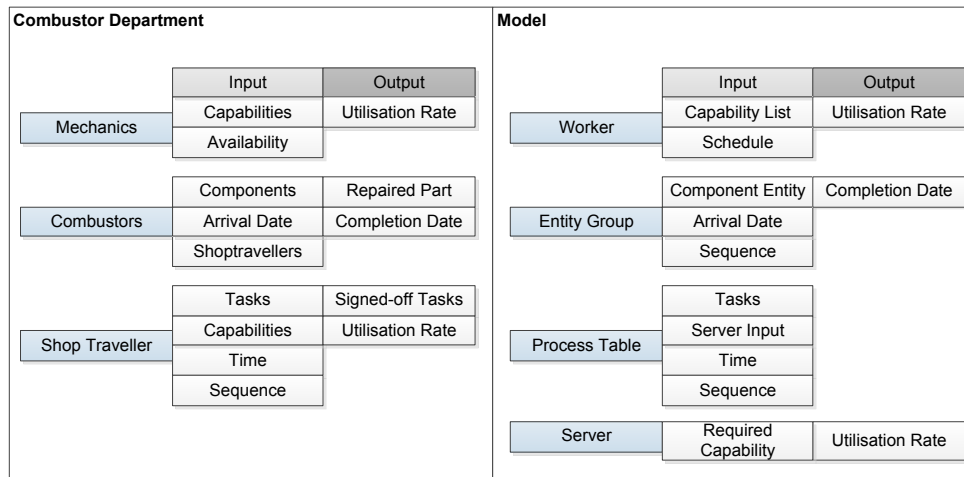 Combustor Department
Input
Output
Mechanics
Capabilities
Utilisation Rate
Availability
Combustors
Components
Repaired Part
Arrival Date
Completion Date
Shoptravellers
Shop Traveller
Tasks
Signed-off Tasks
Capabilities
Utilisation Rate
Time
Sequence
Model
Input
Output
Worker
Capability List
Utilisation Rate
Schedule
Entity Group
Component Entity
Completion Date
Arrival Date
Sequence
Process Table
Tasks
Server Input
Time
Sequence
Server
Required
Capability
Utilisation Rate